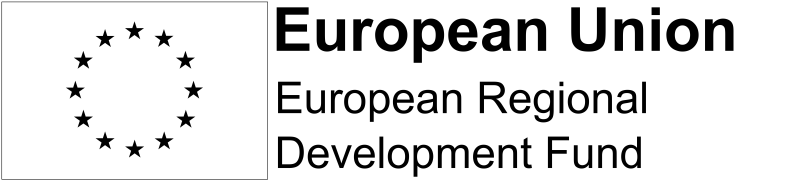 European Union
European Regional
Development Fund